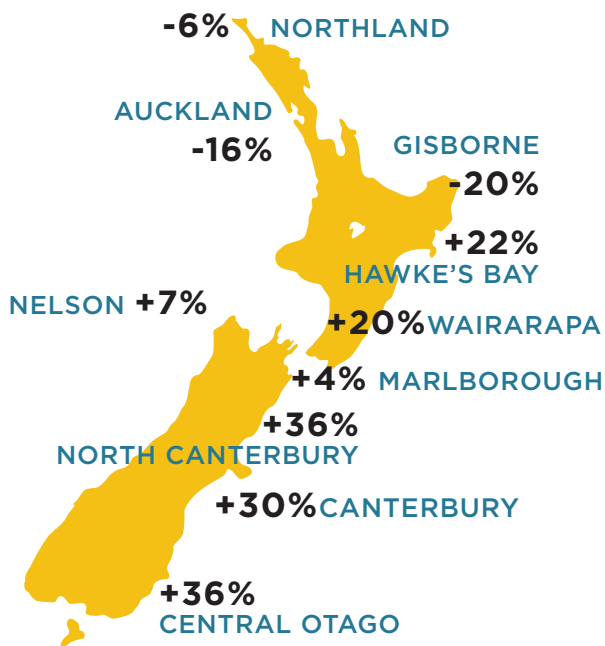 -6% NORTHLAND
AUCKLAND
-16%
GISBORNE
-20%
+22%
HAWKE'S BAY
NELSON +7%
+20% WAIRARAPA
+4% MARLBOROUGH
+36%
NORTH CANTERBURY
+30% CANTERBURY
+36%
CENTRAL OTAGO